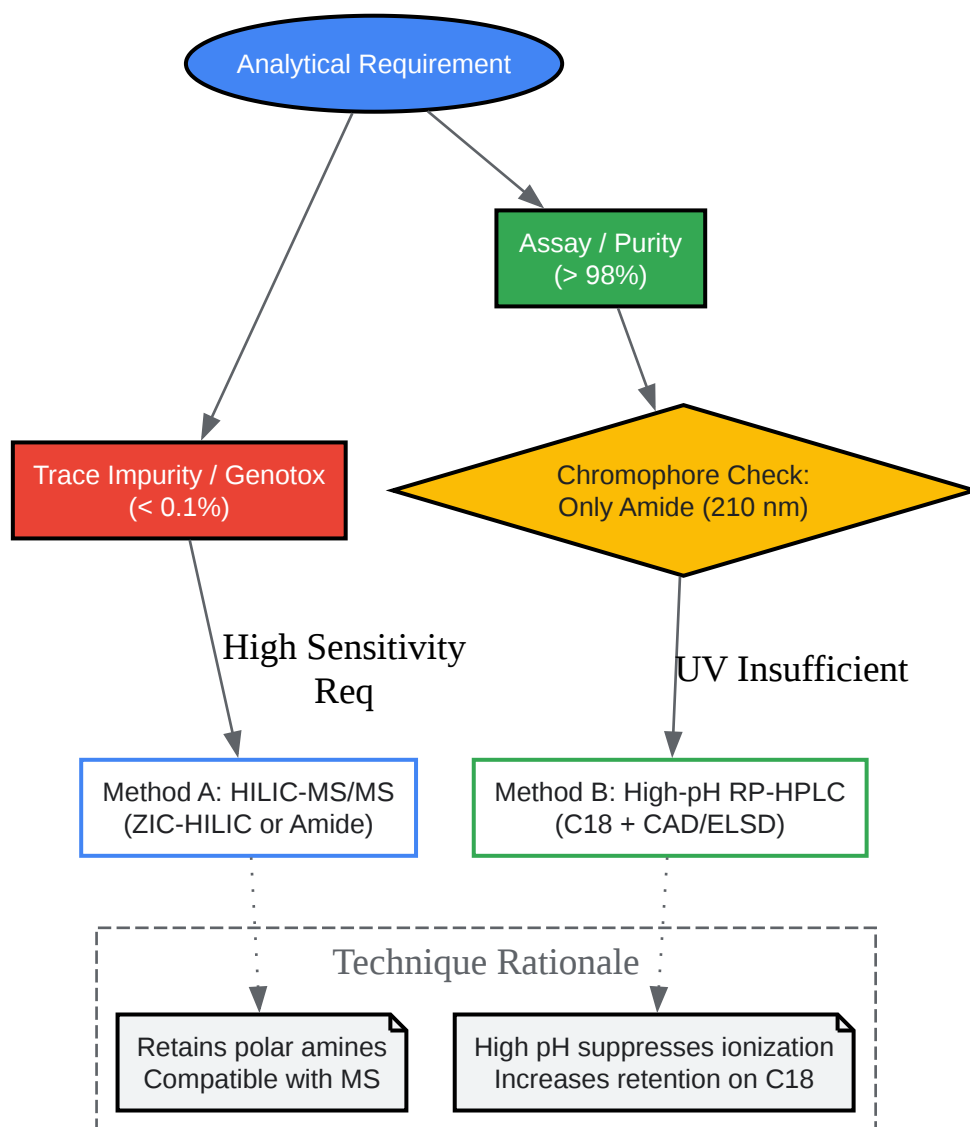 Analytical Requirement
Assay / Purity
(> 98%)
Trace Impurity / Genotox
(< 0.1%)
Chromophore Check:
Only Amide (210 nm)
High Sensitivity
Req
UV Insufficient
Method A: HILIC-MS/MS
(ZIC-HILIC or Amide)
Method B: High-pH RP-HPLC
(C18 + CAD/ELSD)
Technique Rationale
Retains polar amines
Compatible with MS
High pH suppresses ionization
Increases retention on C18